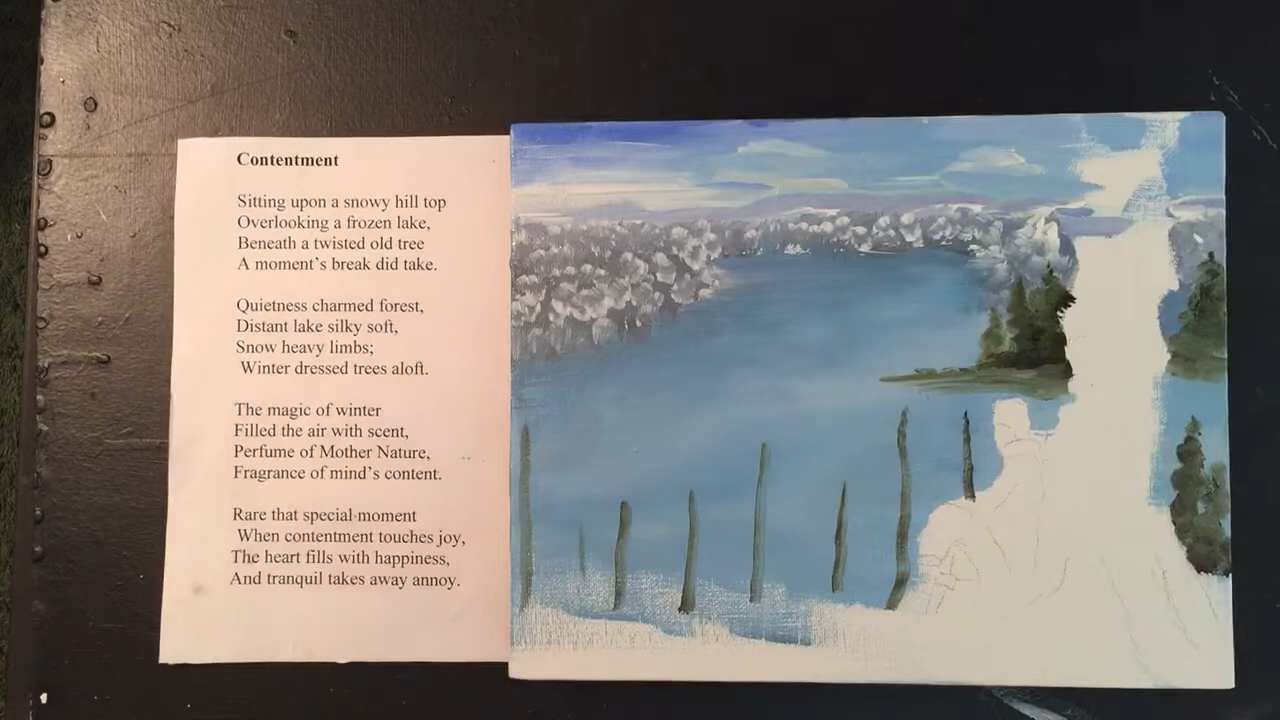 Contentment
Sitting upon a snowy hill top
Overlooking a frozen lake,
Beneath a twisted old tree
A moment's break did take.
Quietness charmed forest,
Distant lake silky soft,
Snow heavy limbs;
Winter dressed trees aloft.
The magic of winter
Filled the air with scent,
Perfume of Mother Nature,
Fragrance of mind's content.
Rare that special moment
When contentment touches joy,
The heart fills with happiness,
And tranquil takes away annoy.